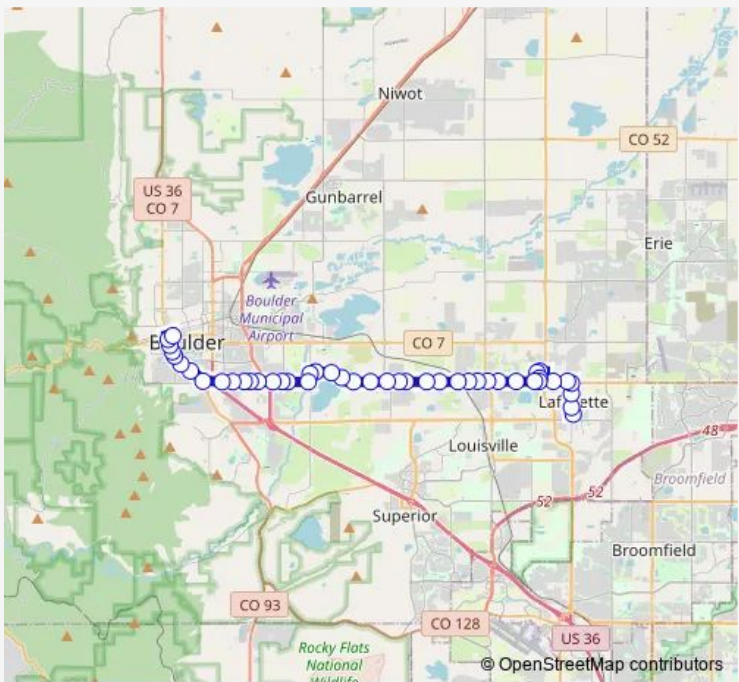 Niwot
CO 52
US 36
CO 7
Gunbarrel
Erie
Boulder
Municipal
Airport
Boulder
CO 7
Lafayette
Louisville
48
52
52
Broomfield
Superior
Broomfield
CO 93
CO 128
US 36
Rocky Flats
National
Wildlife
© OpenStreetMap contributors